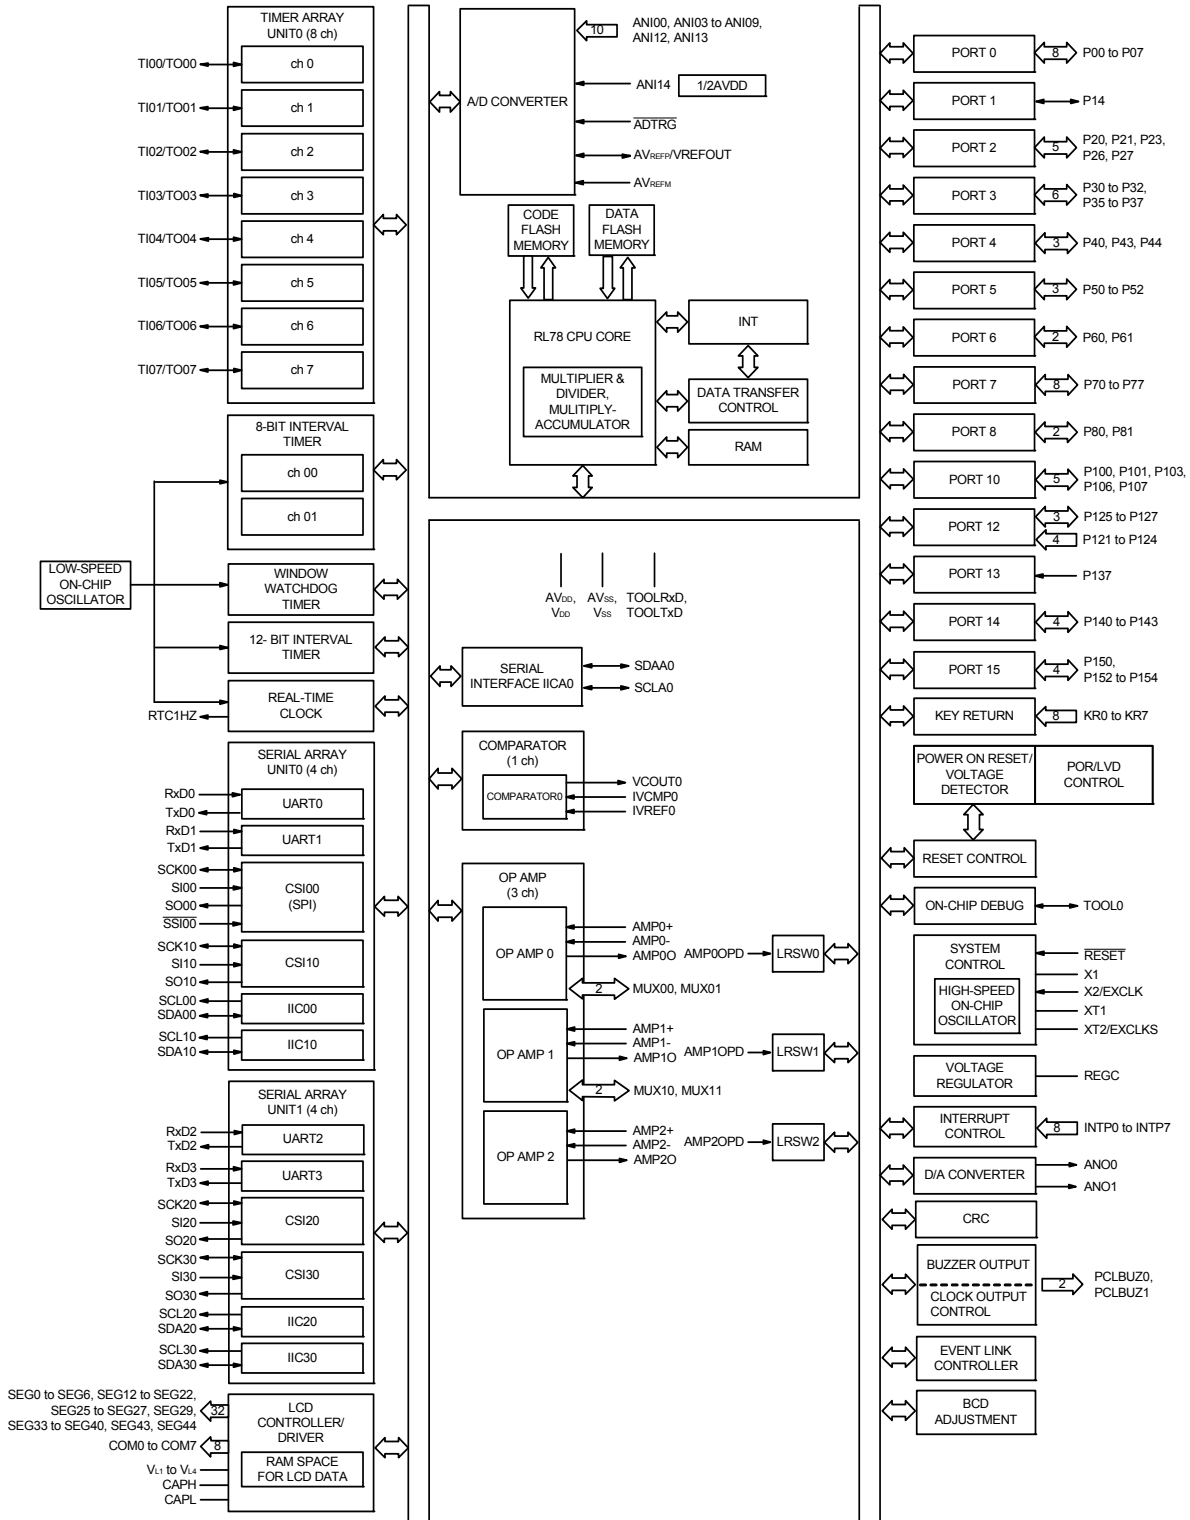 TIMER ARRAY
UNIT0 (8 ch)
TI00/TO00
ch 0
TI01/TO01
ch 1
TI02/TO02
ch 2
TI03/TO03
ch 3
TI04/TO04
ch 4
TI05/TO05
ch 5
TI06/TO06
ch 6
TI07/TO07
ch 7
8-BIT INTERVAL
TIMER
ch 00
ch 01
LOW-SPEED
ON-CHIP
OSCILLATOR
WINDOW
WATCHDOG
TIMER
12- BIT INTERVAL
TIMER
REAL-TIME
CLOCK
RTC1HZ
SERIAL ARRAY
UNIT0 (4 ch)
RxD0
TxD0
UART0
RxD1
TxD1
UART1
SCK00
SI00
SO00
SSI00
CSI00
(SPI)
SCK10
SI10
SO10
CSI10
SCL00
SDA00
IIC00
SCL10
SDA10
IIC10
SERIAL ARRAY
UNIT1 (4 ch)
RxD2
TxD2
UART2
RxD3
TxD3
UART3
SCK20
SI20
SO20
CSI20
SCK30
SI30
SO30
CSI30
SCL20
SDA20
IIC20
SCL30
SDA30
IIC30
SEG0 to SEG6, SEG12 to SEG22,
SEG25 to SEG27, SEG29,
SEG33 to SEG40, SEG43, SEG44
32
COM0 to COM7
8
VL1 to VL4
CAPH
CAPL
LCD
CONTROLLER/
DRIVER
RAM SPACE
FOR LCD DATA
A/D CONVERTER
10
ANI00, ANI03 to ANI09,
ANI12, ANI13
ANI14
1/2AVDD
ADTRG
AVREFP/VREFOUT
AVREFM
CODE
FLASH
MEMORY
DATA
FLASH
MEMORY
RL78 CPU CORE
MULTIPLIER &
DIVIDER,
MULITIPLY-
ACCUMULATOR
INT
DATA TRANSFER
CONTROL
RAM
AVDD,
VDD
AVSS,
VSS
TOOLRxD,
TOOLTxD
SERIAL
INTERFACE IICA0
SDAA0
SCLA0
COMPARATOR
(1 ch)
COMPARATOR0
VCOUT0
IVCMP0
IVREF0
OP AMP
(3 ch)
OP AMP 0
AMP0+
AMP0-
AMP0O
AMP0OPD
LRSW0
2
MUX00, MUX01
OP AMP 1
AMP1+
AMP1-
AMP1O
AMP1OPD
LRSW1
2
MUX10, MUX11
OP AMP 2
AMP2+
AMP2-
AMP2O
AMP2OPD
LRSW2
PORT 0
8
P00 to P07
PORT 1
P14
PORT 2
5
P20, P21, P23,
P26, P27
PORT 3
6
P30 to P32,
P35 to P37
PORT 4
3
P40, P43, P44
PORT 5
3
P50 to P52
PORT 6
2
P60, P61
PORT 7
8
P70 to P77
PORT 8
2
P80, P81
PORT 10
5
P100, P101, P103,
P106, P107
PORT 12
3
P125 to P127
4
P121 to P124
PORT 13
P137
PORT 14
4
P140 to P143
PORT 15
4
P150,
P152 to P154
KEY RETURN
8
KR0 to KR7
POWER ON RESET/
VOLTAGE
DETECTOR
POR/LVD
CONTROL
RESET CONTROL
ON-CHIP DEBUG
TOOL0
SYSTEM
CONTROL
HIGH-SPEED
ON-CHIP
OSCILLATOR
RESET
X1
X2/EXCLK
XT1
XT2/EXCLKS
VOLTAGE
REGULATOR
REGC
INTERRUPT
CONTROL
8
INTP0 to INTP7
D/A CONVERTER
ANO0
ANO1
CRC
BUZZER OUTPUT
CLOCK OUTPUT
CONTROL
2
PCLBUZ0,
PCLBUZ1
EVENT LINK
CONTROLLER
BCD
ADJUSTMENT